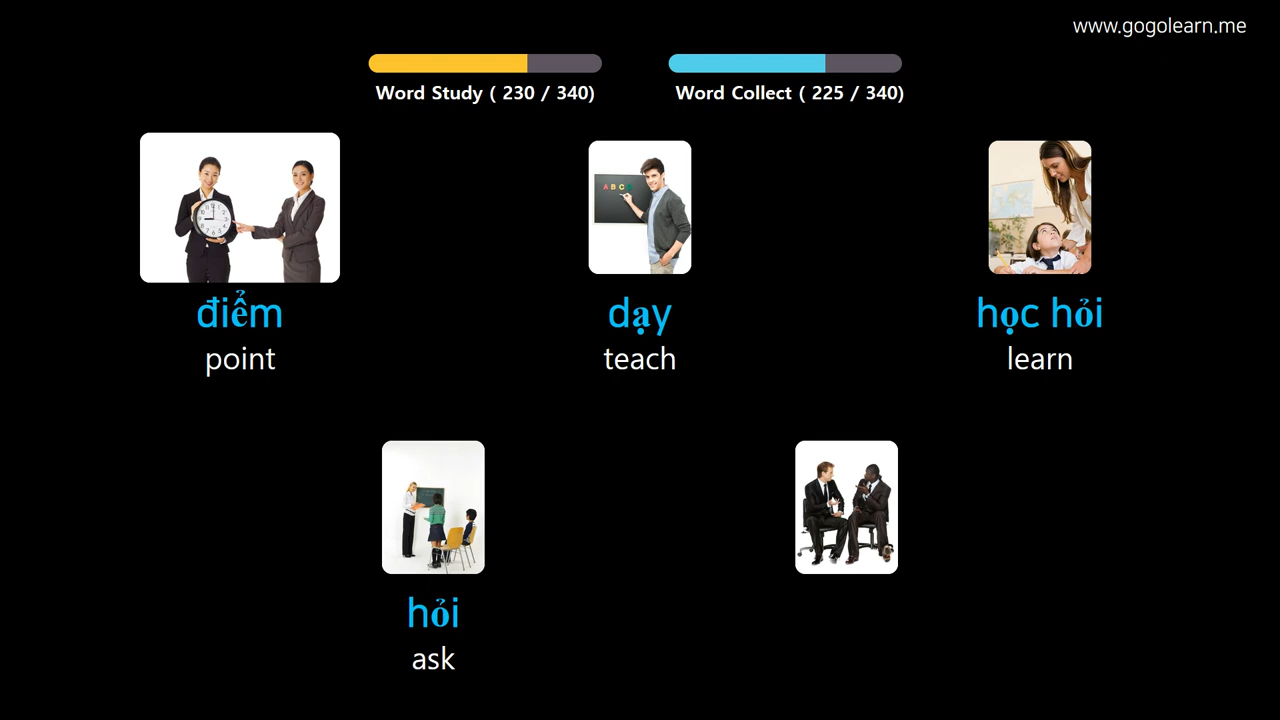 www.gogolearn.me
Word Study ( 230 / 340)
Word Collect ( 225 / 340)
điểm
point
dạy
teach
học hỏi
learn
hỏi
ask